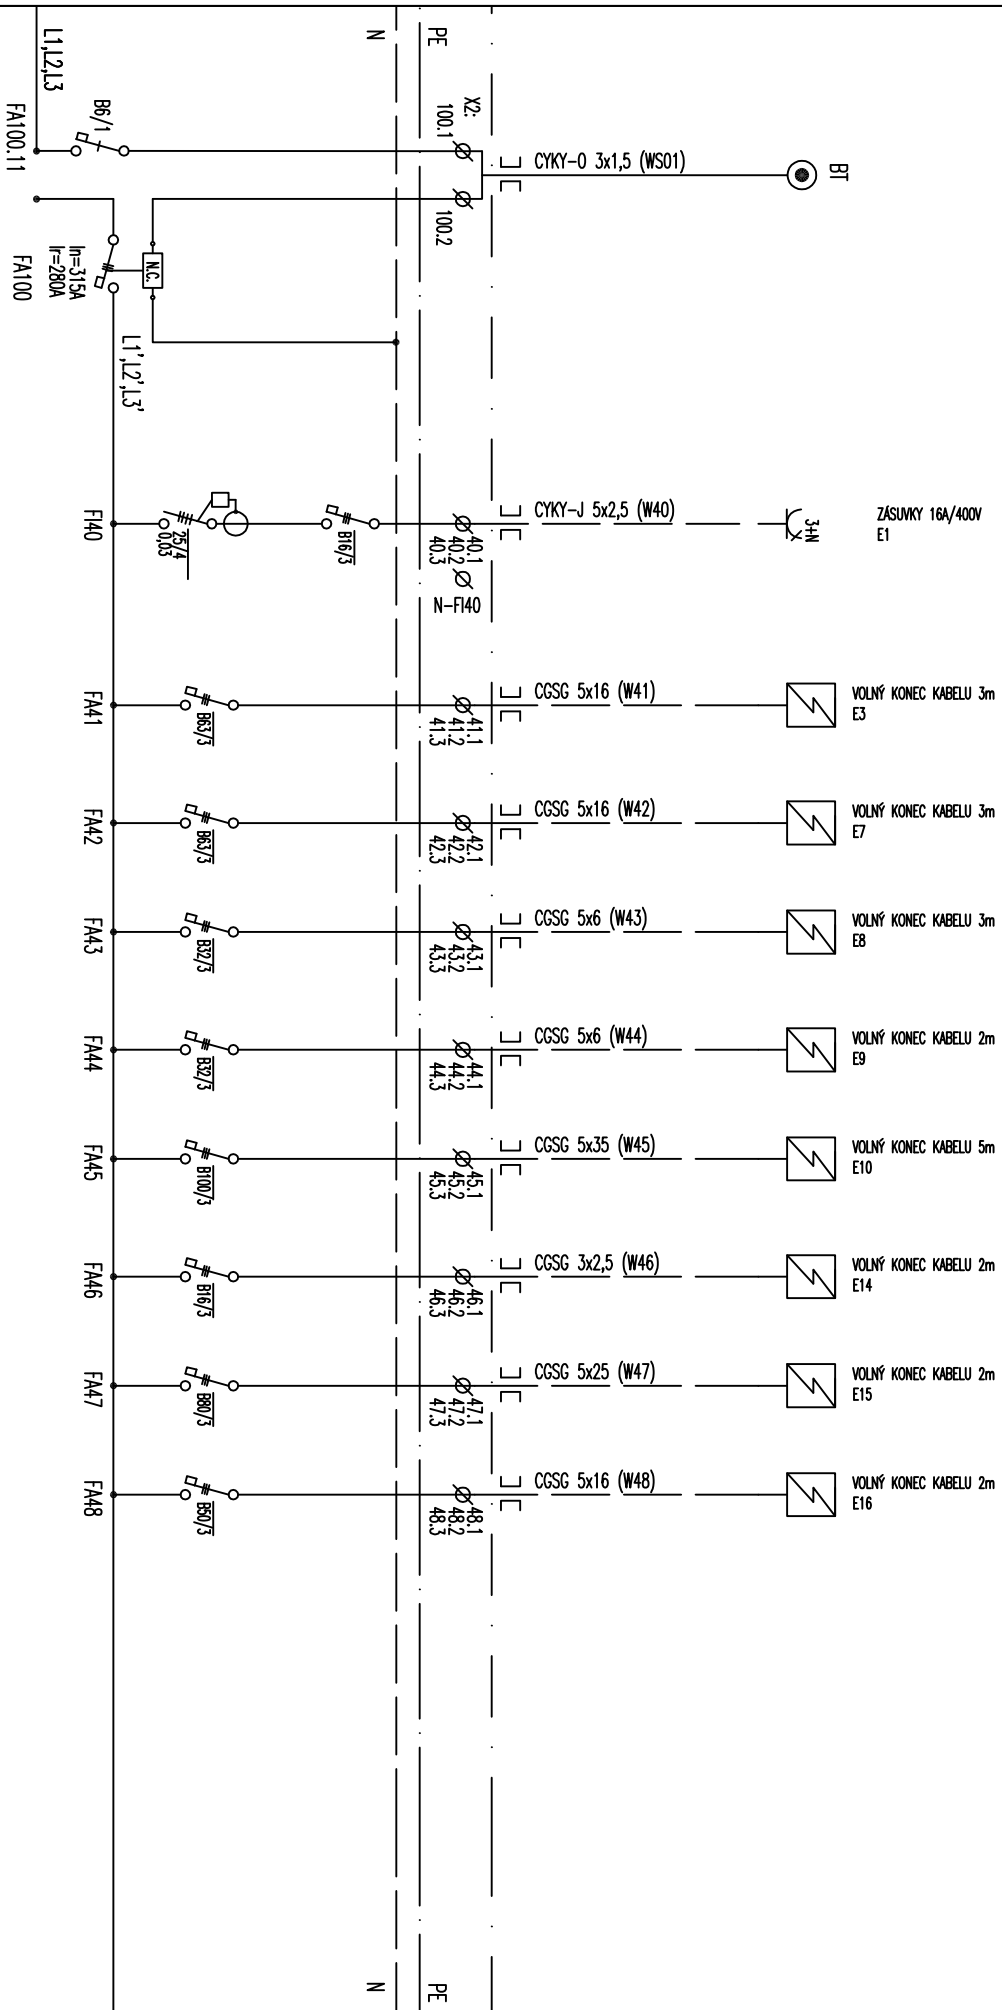 L1,L2,L3
N
PE
X2:
100.1
100.2
B6/1
FA100.11
CYKY-O 3x1,5 (WS01)
BT
In=315A
Ir=280A
FA100
N.C.
L1',L2',L3'
FI40
25/4
0,03
B16/3
40.1
40.2
40.3
N-FI40
CYKY-J 5x2,5 (W40)
3+N
ZÁSUVKY 16A/400V
E1
FA41
B63/3
41.1
41.2
41.3
CGSG 5x16 (W41)
VOLNÝ KONEC KABELU 3m
E3
FA42
B63/3
42.1
42.2
42.3
CGSG 5x16 (W42)
VOLNÝ KONEC KABELU 3m
E7
FA43
B32/3
43.1
43.2
43.3
CGSG 5x6 (W43)
VOLNÝ KONEC KABELU 3m
E8
FA44
B32/3
44.1
44.2
44.3
CGSG 5x6 (W44)
VOLNÝ KONEC KABELU 2m
E9
FA45
B100/3
45.1
45.2
45.3
CGSG 5x35 (W45)
VOLNÝ KONEC KABELU 5m
E10
FA46
B16/3
46.1
46.2
46.3
CGSG 3x2,5 (W46)
VOLNÝ KONEC KABELU 2m
E14
FA47
B80/3
47.1
47.2
47.3
CGSG 5x25 (W47)
VOLNÝ KONEC KABELU 2m
E15
FA48
B50/3
48.1
48.2
48.3
CGSG 5x16 (W48)
VOLNÝ KONEC KABELU 2m
E16
N
PE